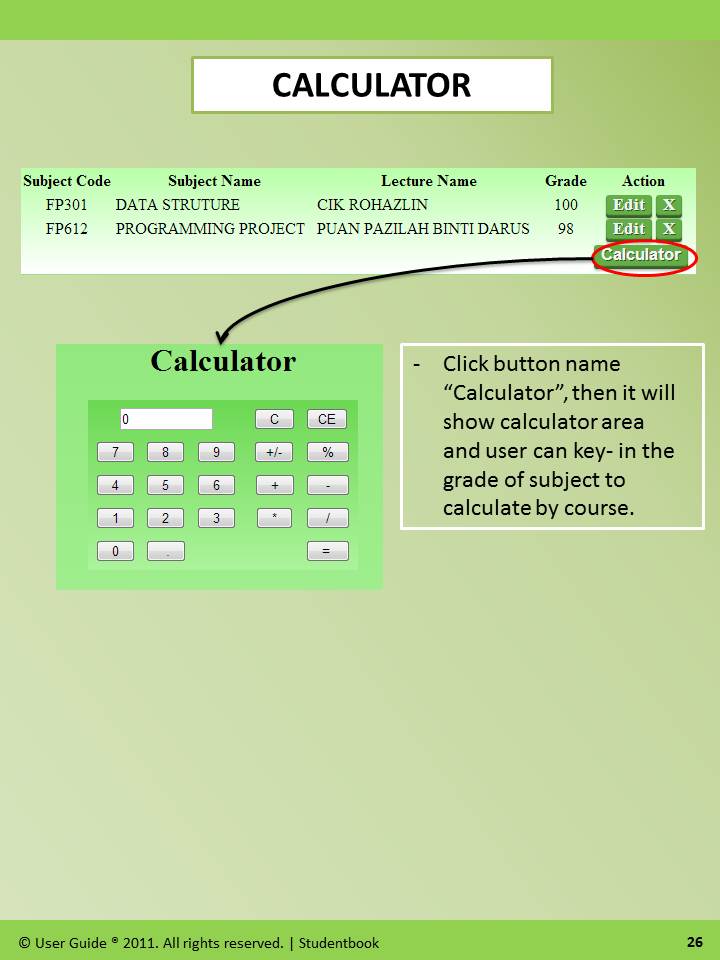 CALCULATOR
Subject Code Subject Name Lecture Name Grade Action
FP301 DATA STRUTURE CIK ROHAZLIN 100 Edit X
FP612 PROGRAMMING PROJECT PUAN PAZILAH BINTI DARUS 98 Edit X
Calculator
Calculator
0 C CE
7 8 9 +/- %
4 5 6 + -
1 2 3 * /
0 . =
- Click button name
“Calculator”, then it will
show calculator area
and user can key- in the
grade of subject to
calculate by course.
© User Guide ® 2011. All rights reserved. | Studentbook 26